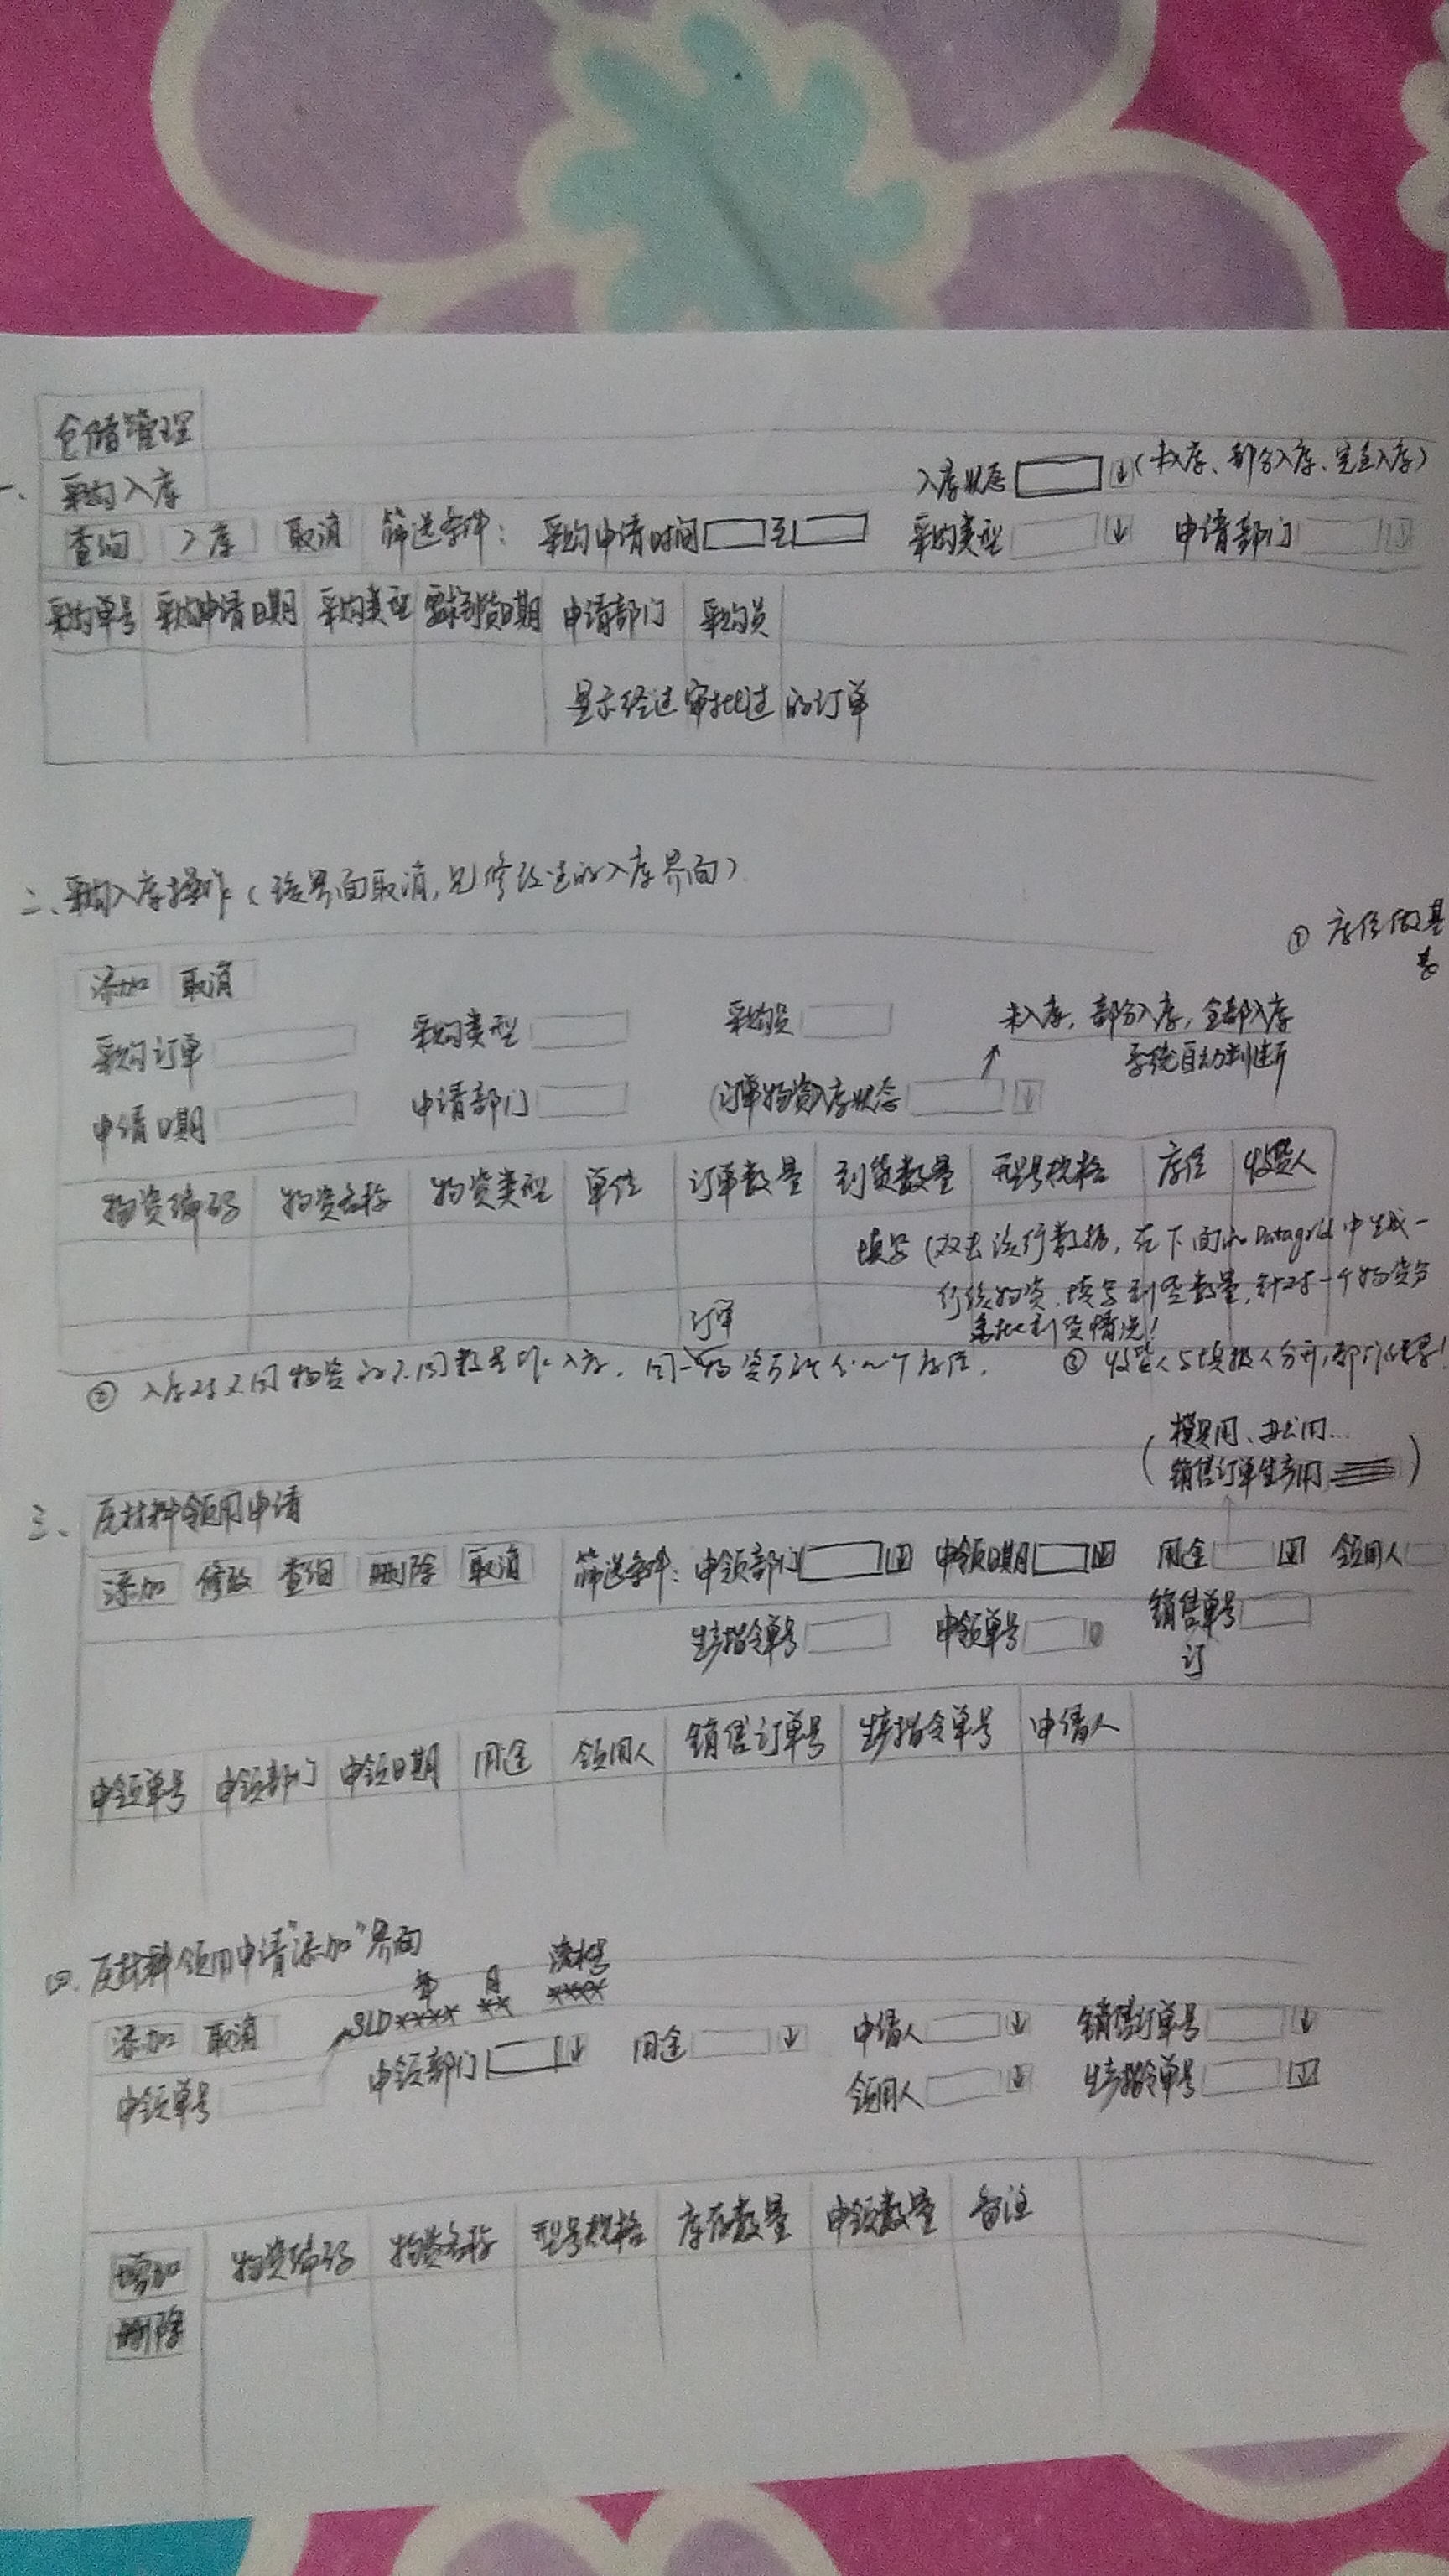 仓储管理
一、采购入库
入库状态 ↓(未入库、部分入库、完全入库)
查询 入库 取消 筛选条件: 采购申请时间 至 采购类型 ↓ 申请部门 ↓
采购单号 采购申请日期 采购类型 要求到货日期 申请部门 采购员
显示经过审批过的订单
二、采购入库操作(该界面取消,见修改过的入库界面)
① 库位做基
添加 取消
采购订单 采购类型 采购员
未入库,部分入库,全部入库
系统自动判断
申请日期 申请部门 (订单物资入库状态 ↓
物资编码 物资名称 物资类型 单位 订单数量 到货数量 型号规格 库位 收货人
填写(双击该行数据,在下面的Datagrid中生成一
行该物资,填写到货数量,针对一个物资分
多批到货情况!
订单
② 入库对不同物资的不同数量 入库,同一物资 个库位。
③ 收货人与填报人分开,部门
(模具用、办公用...
销售订单生产用 )
三、原材料领用申请
添加 修改 查询 删除 取消 筛选条件: 申领部门 ↓ 申领日期 ↓ 用途 ↓ 领用人
生产指令单号 申领单号 销售单号
订
申领单号 申领部门 申领日期 用途 领用人 销售订单号 生产指令单号 申请人
四、原材料领用申请"添加"界面
年 月 流水号
SLD**** ** ****
添加 取消
申领单号 申领部门 ↓ 用途 ↓ 申请人 ↓ 销售订单号 ↓
领用人 ↓ 生产指令单号 ↓
增加 物资编码 物资名称 型号规格 库存数量 申领数量 备注
删除